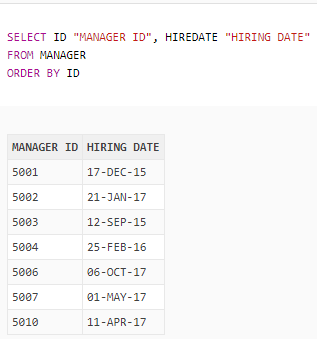 SELECT ID "MANAGER ID", HIREDATE "HIRING DATE"
FROM MANAGER
ORDER BY ID
MANAGER ID HIRING DATE
5001 17-DEC-15
5002 21-JAN-17
5003 12-SEP-15
5004 25-FEB-16
5006 06-OCT-17
5007 01-MAY-17
5010 11-APR-17